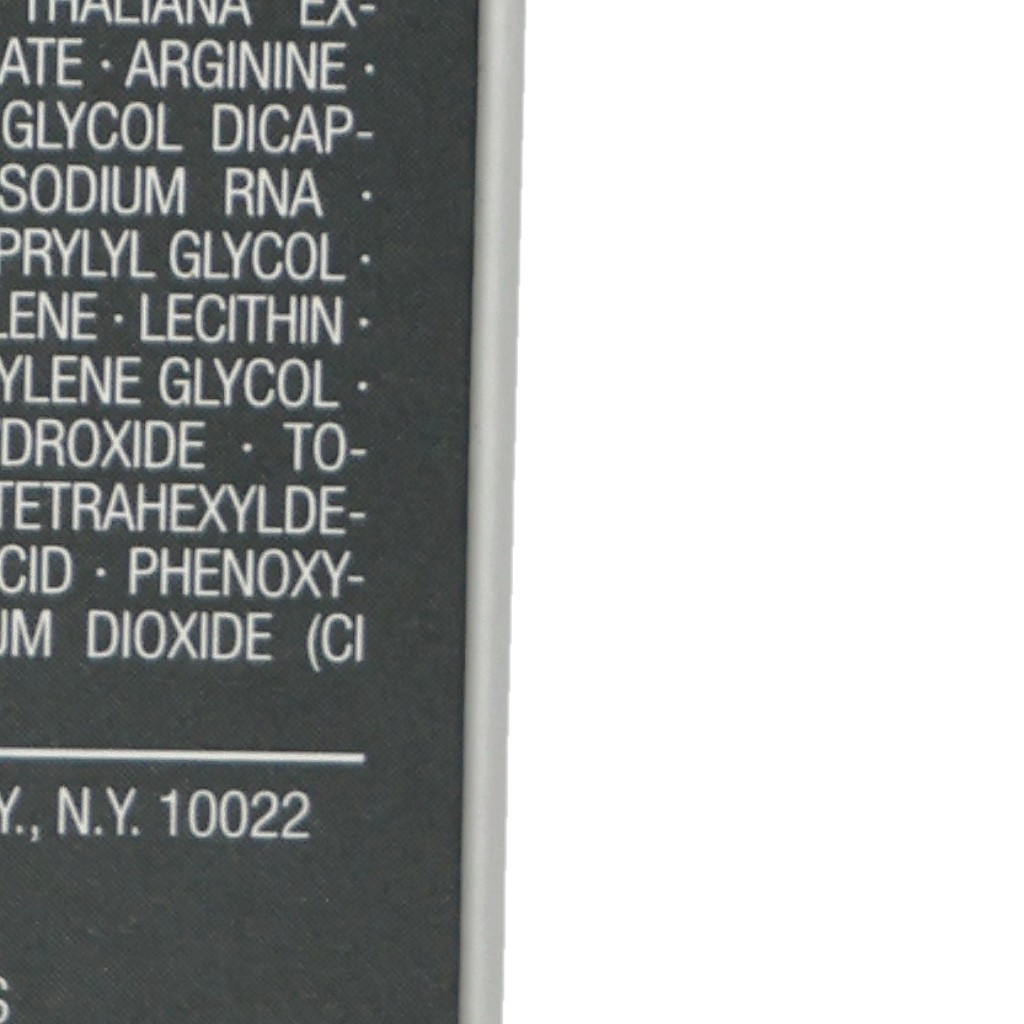 THALIANA EX-
ATE · ARGININE ·
GLYCOL DICAP-
SODIUM RNA ·
PRYLYL GLYCOL ·
LENE · LECITHIN ·
YLENE GLYCOL ·
DROXIDE · TO-
TETRAHEXYLDE-
CID · PHENOXY-
UM DIOXIDE (CI
Y., N.Y. 10022
S